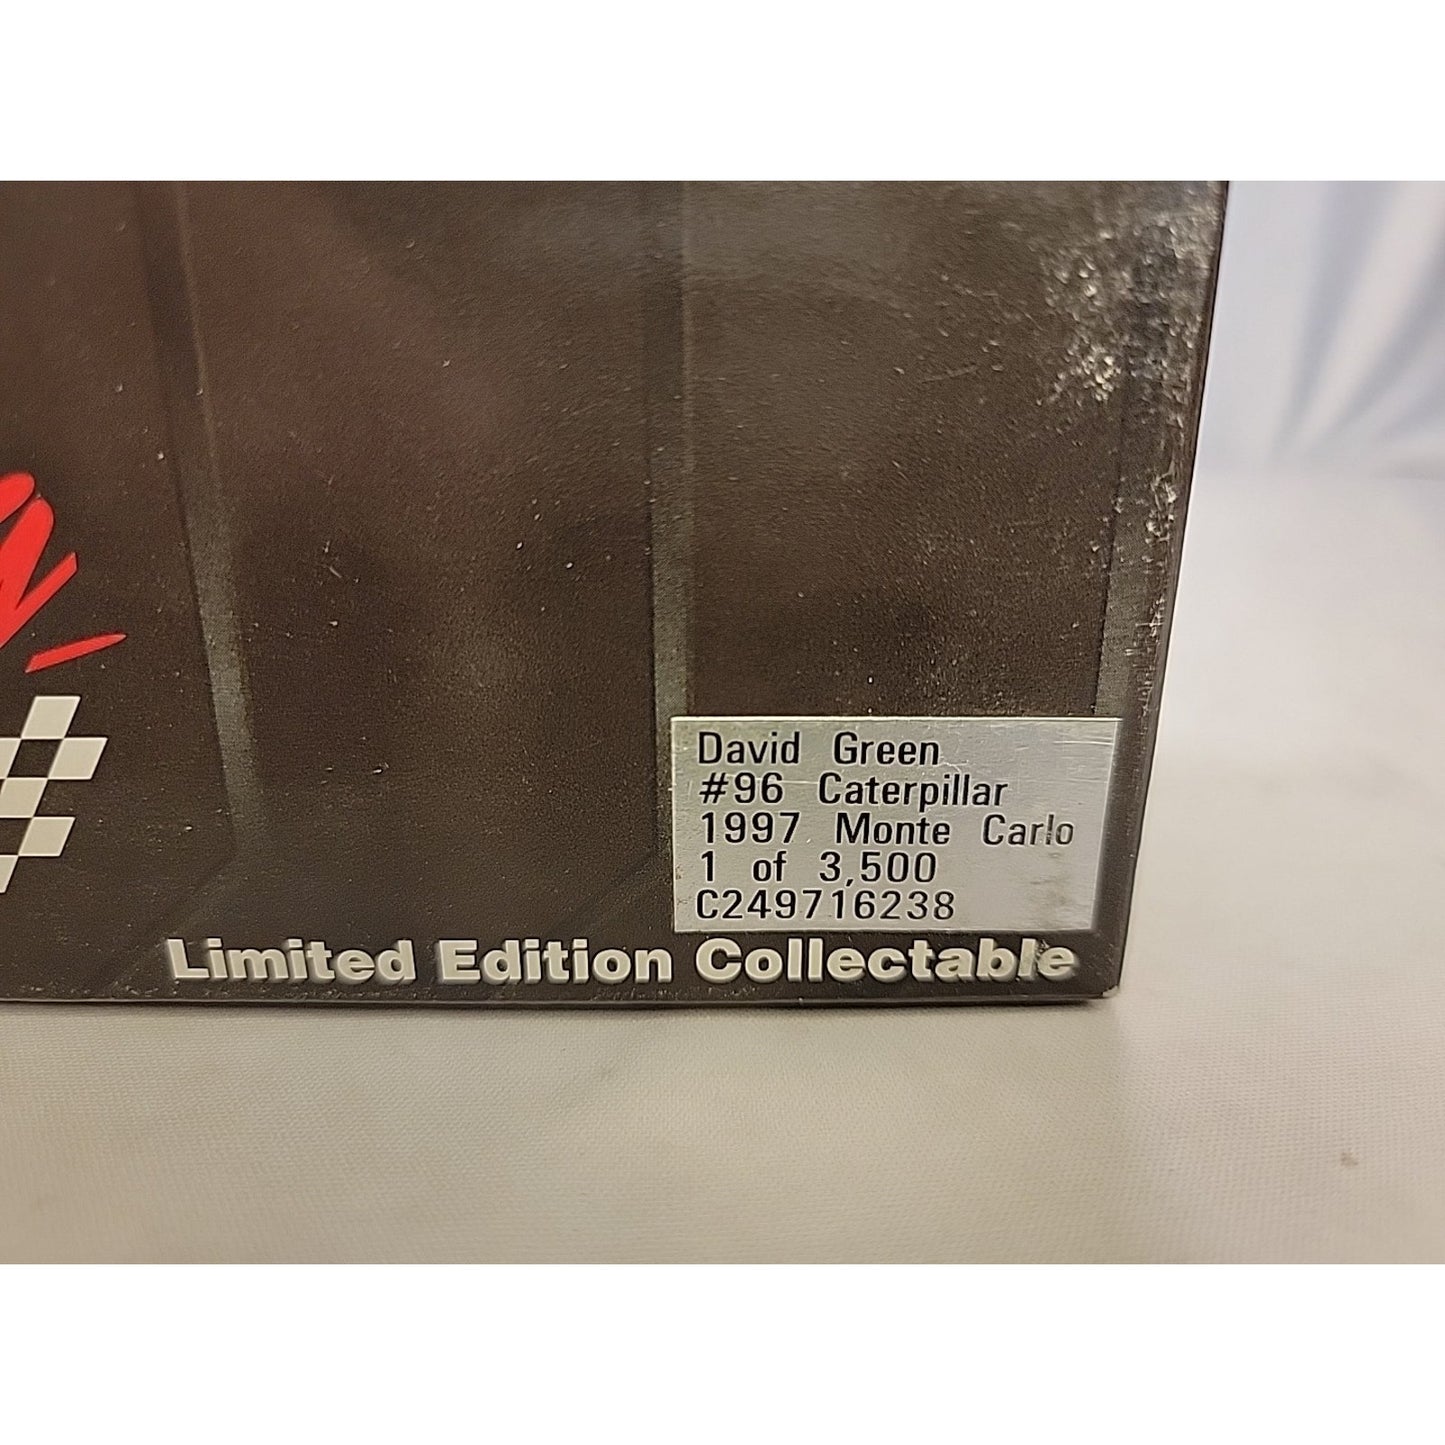 David Green
#96 Caterpillar
1997 Monte Carlo
1 of 3,500
C249716238
Limited Edition Collectable